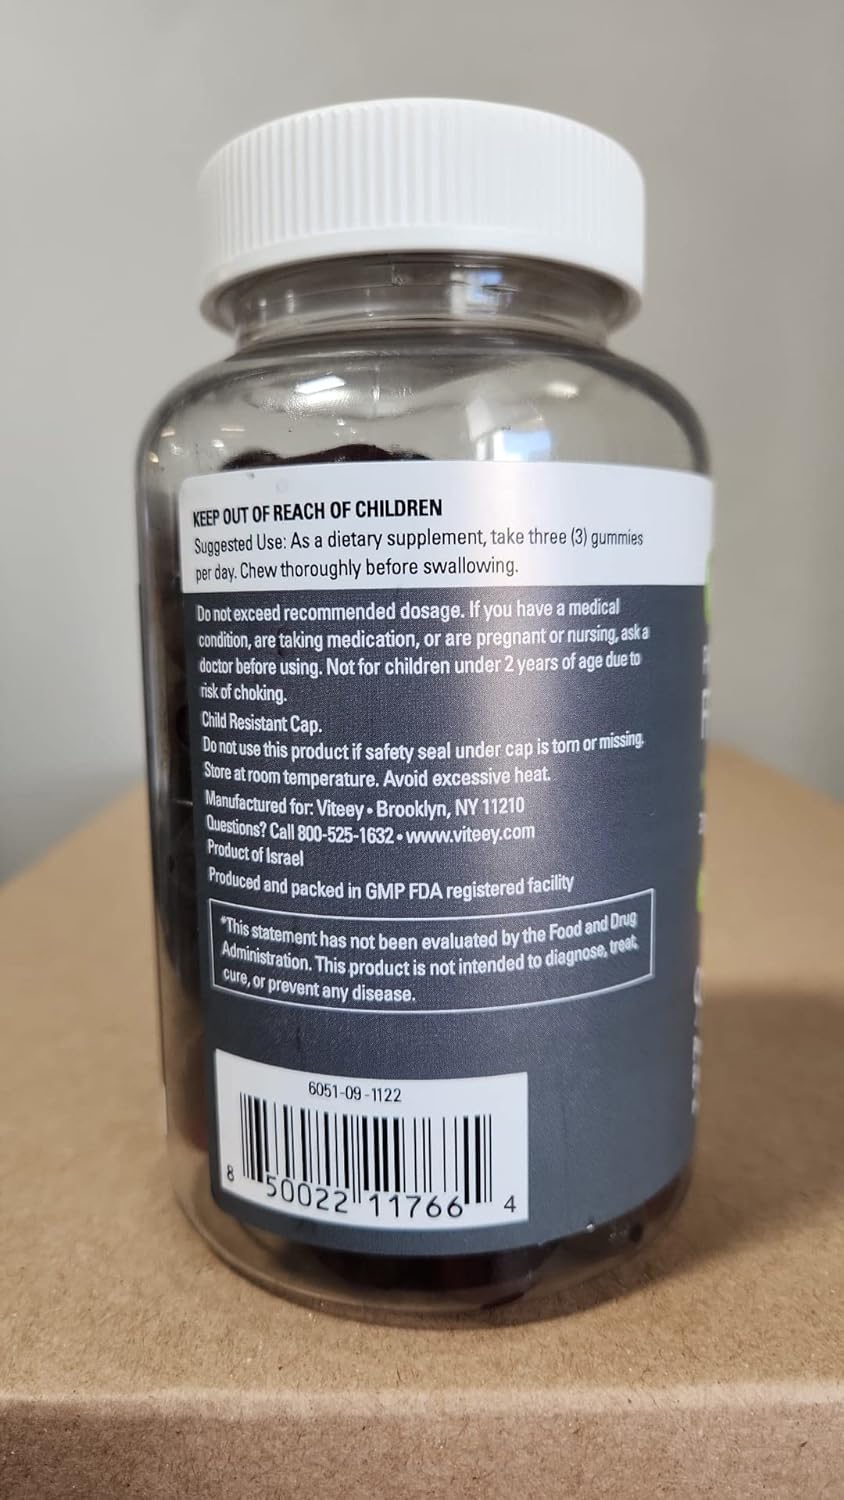 KEEP OUT OF REACH OF CHILDREN
Suggested Use: As a dietary supplement, take three (3) gummies
per day. Chew thoroughly before swallowing.
Do not exceed recommended dosage. If you have a medical
condition, are taking medication, or are pregnant or nursing, ask a
doctor before using. Not for children under 2 years of age due to
risk of choking.
Child Resistant Cap.
Do not use this product if safety seal under cap is torn or missing.
Store at room temperature. Avoid excessive heat.
Manufactured for: Viteey • Brooklyn, NY 11210
Questions? Call 800-525-1632 • www.viteey.com
Product of Israel
Produced and packed in GMP FDA registered facility
*This statement has not been evaluated by the Food and Drug
Administration. This product is not intended to diagnose, treat,
cure, or prevent any disease.
6051-09-1122
8 50022 11766 4